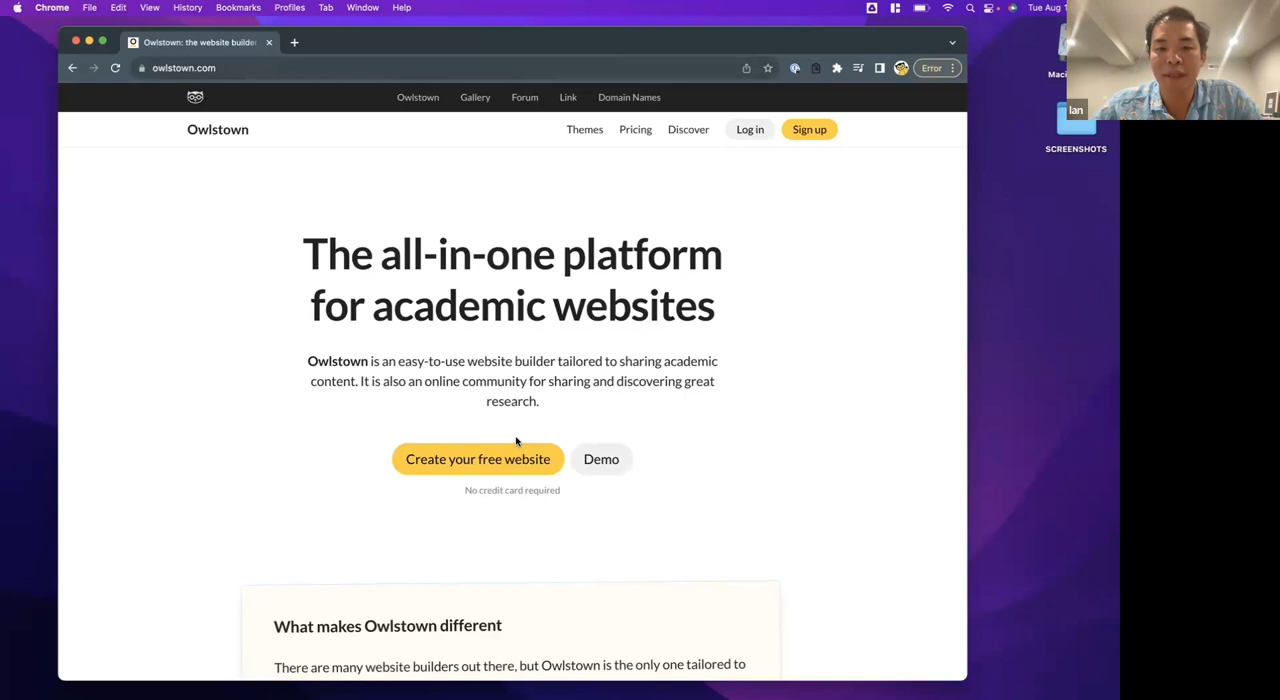 Chrome File Edit View History Bookmarks Profiles Tab Window Help
Tue Aug 1
Owlstown: the website builder
owlstown.com
Error
Owlstown Gallery Forum Link Domain Names
Owlstown
Themes Pricing Discover Log in Sign up
The all-in-one platform
for academic websites
Owlstown is an easy-to-use website builder tailored to sharing academic
content. It is also an online community for sharing and discovering great
research.
Create your free website Demo
No credit card required
What makes Owlstown different
There are many website builders out there, but Owlstown is the only one tailored to
Ian
Maci
SCREENSHOTS